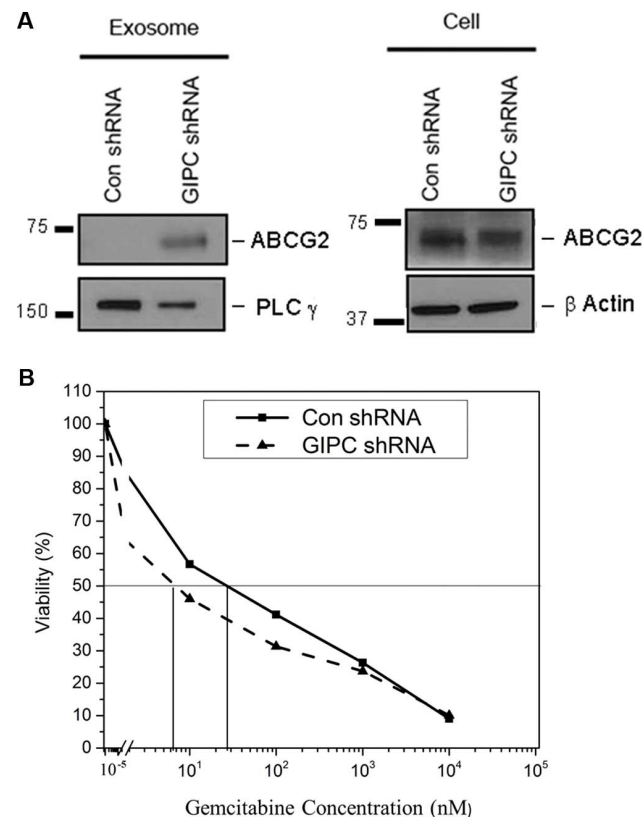 A
Exosome
Cell
Con shRNA
GIPC shRNA
Con shRNA
GIPC shRNA
75
ABCG2
75
ABCG2
150
PLC γ
37
β Actin
B
110
100
90
80
70
60
50
40
30
20
10
0
Viability (%)
Con shRNA
GIPC shRNA
10-5
10¹
10²
10³
10⁴
10⁵
Gemcitabine Concentration (nM)